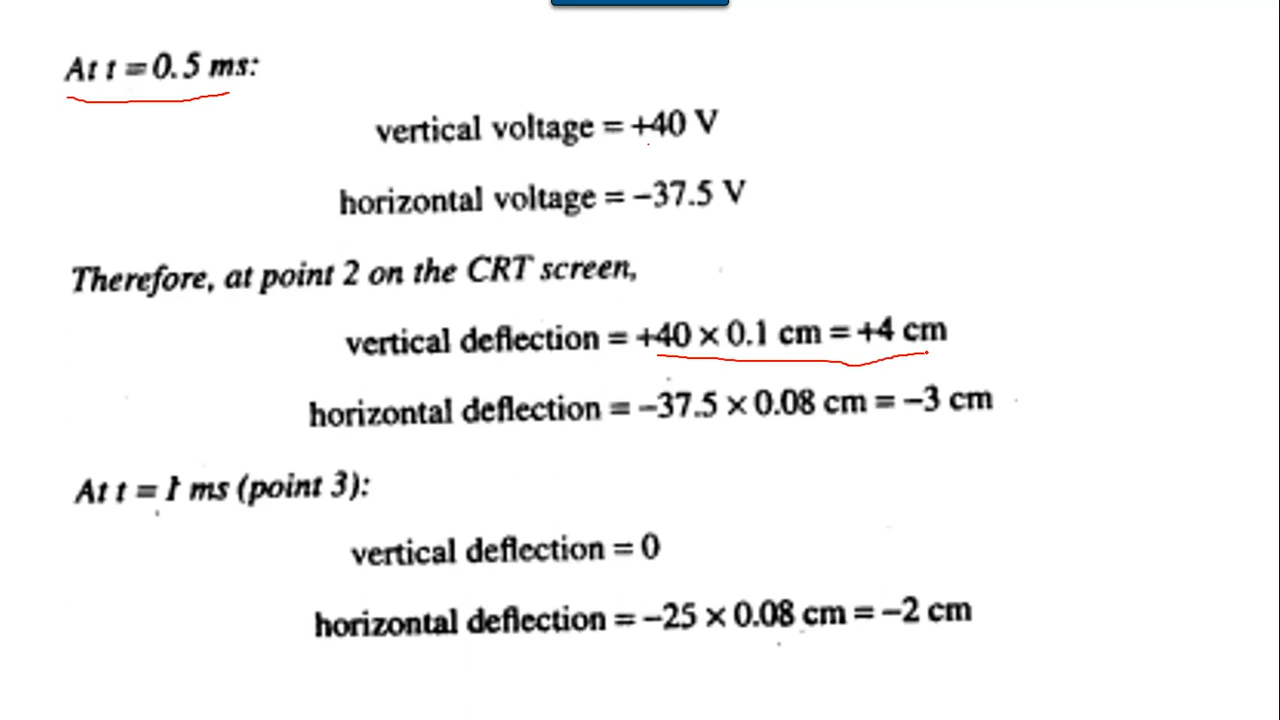 At t = 0.5 ms:
vertical voltage = +40 V
horizontal voltage = −37.5 V
Therefore, at point 2 on the CRT screen,
vertical deflection = +40 × 0.1 cm = +4 cm
horizontal deflection = −37.5 × 0.08 cm = −3 cm
At t = 1 ms (point 3):
vertical deflection = 0
horizontal deflection = −25 × 0.08 cm = −2 cm